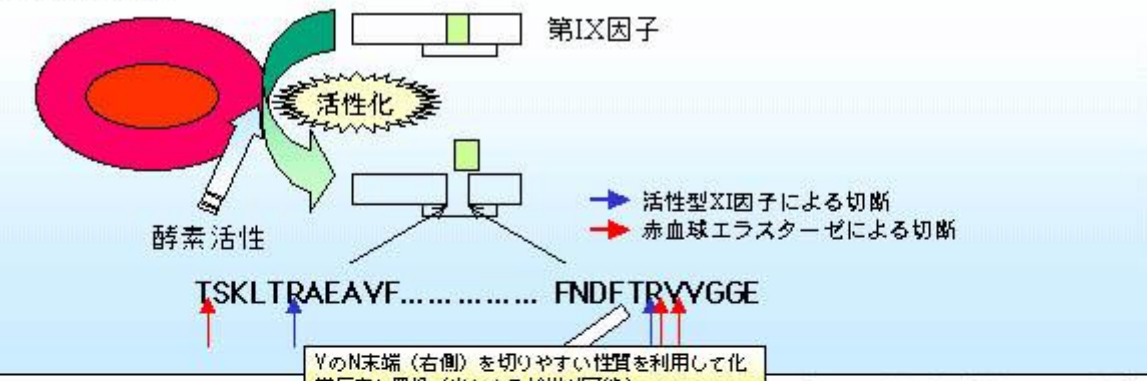 第IX因子
活性化
活性型XI因子による切断
赤血球エラスターゼによる切断
酵素活性
TSKLTRAEAVF… … … … … FNDFTRVVGGE
VのN末端（右側）を切りやすい性質を利用して化